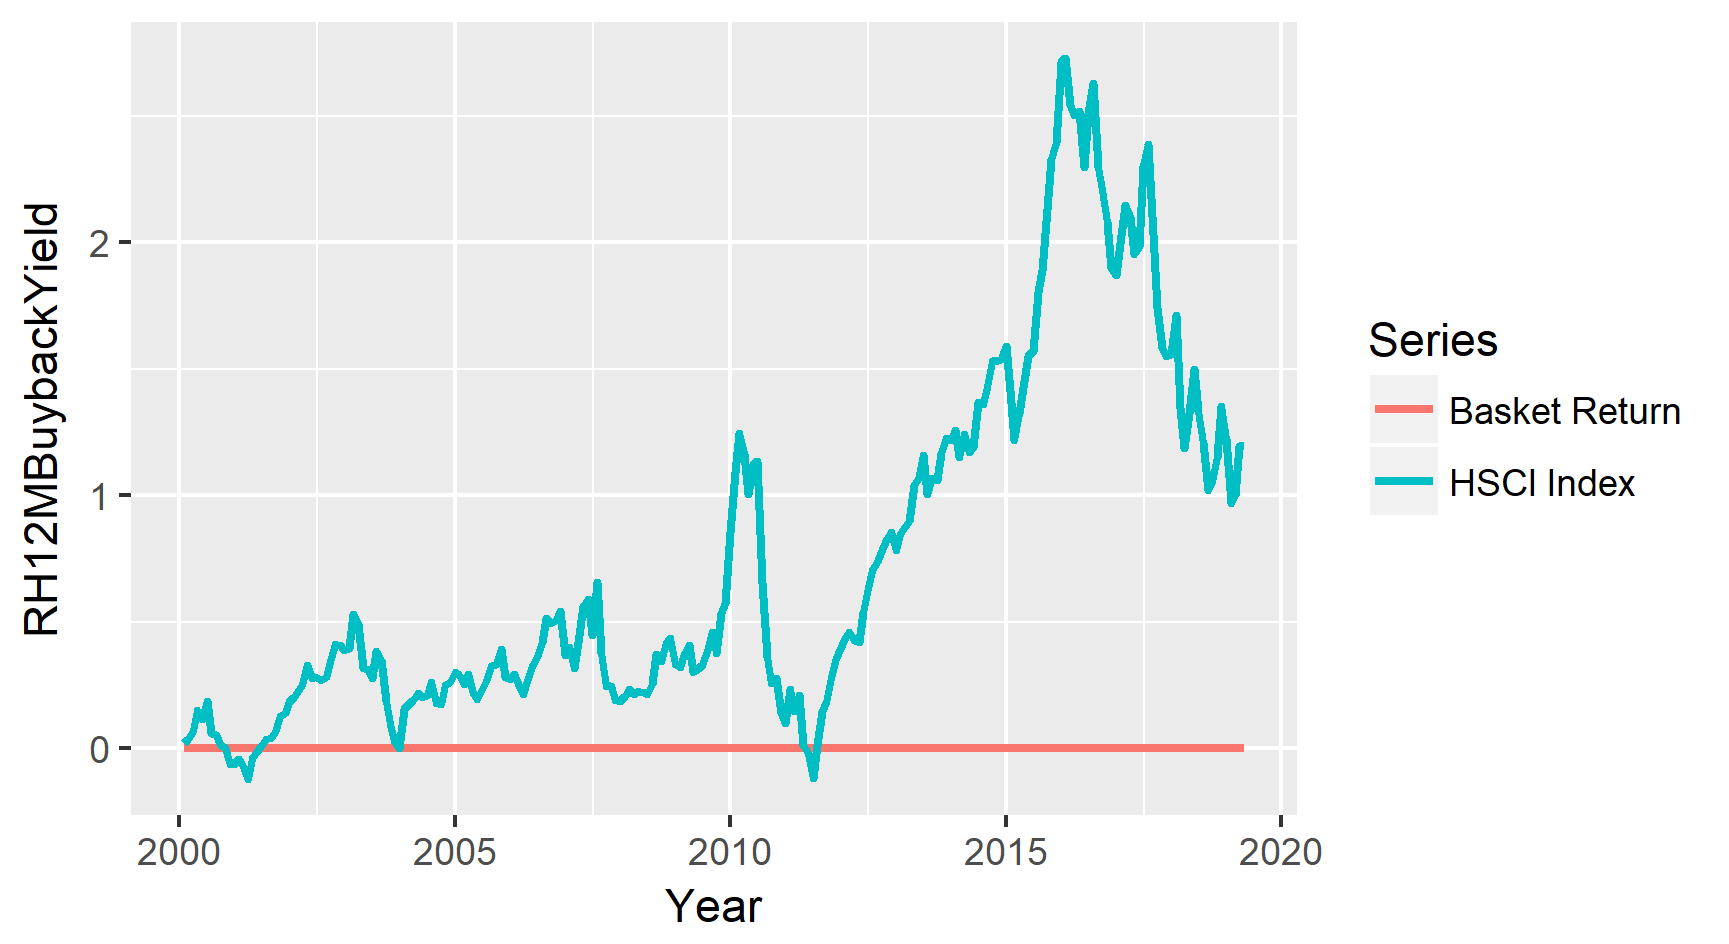 RH12MBuybackYield
2
1
0
2000 2005 2010 2015 2020
Year
Series
Basket Return
HSCI Index